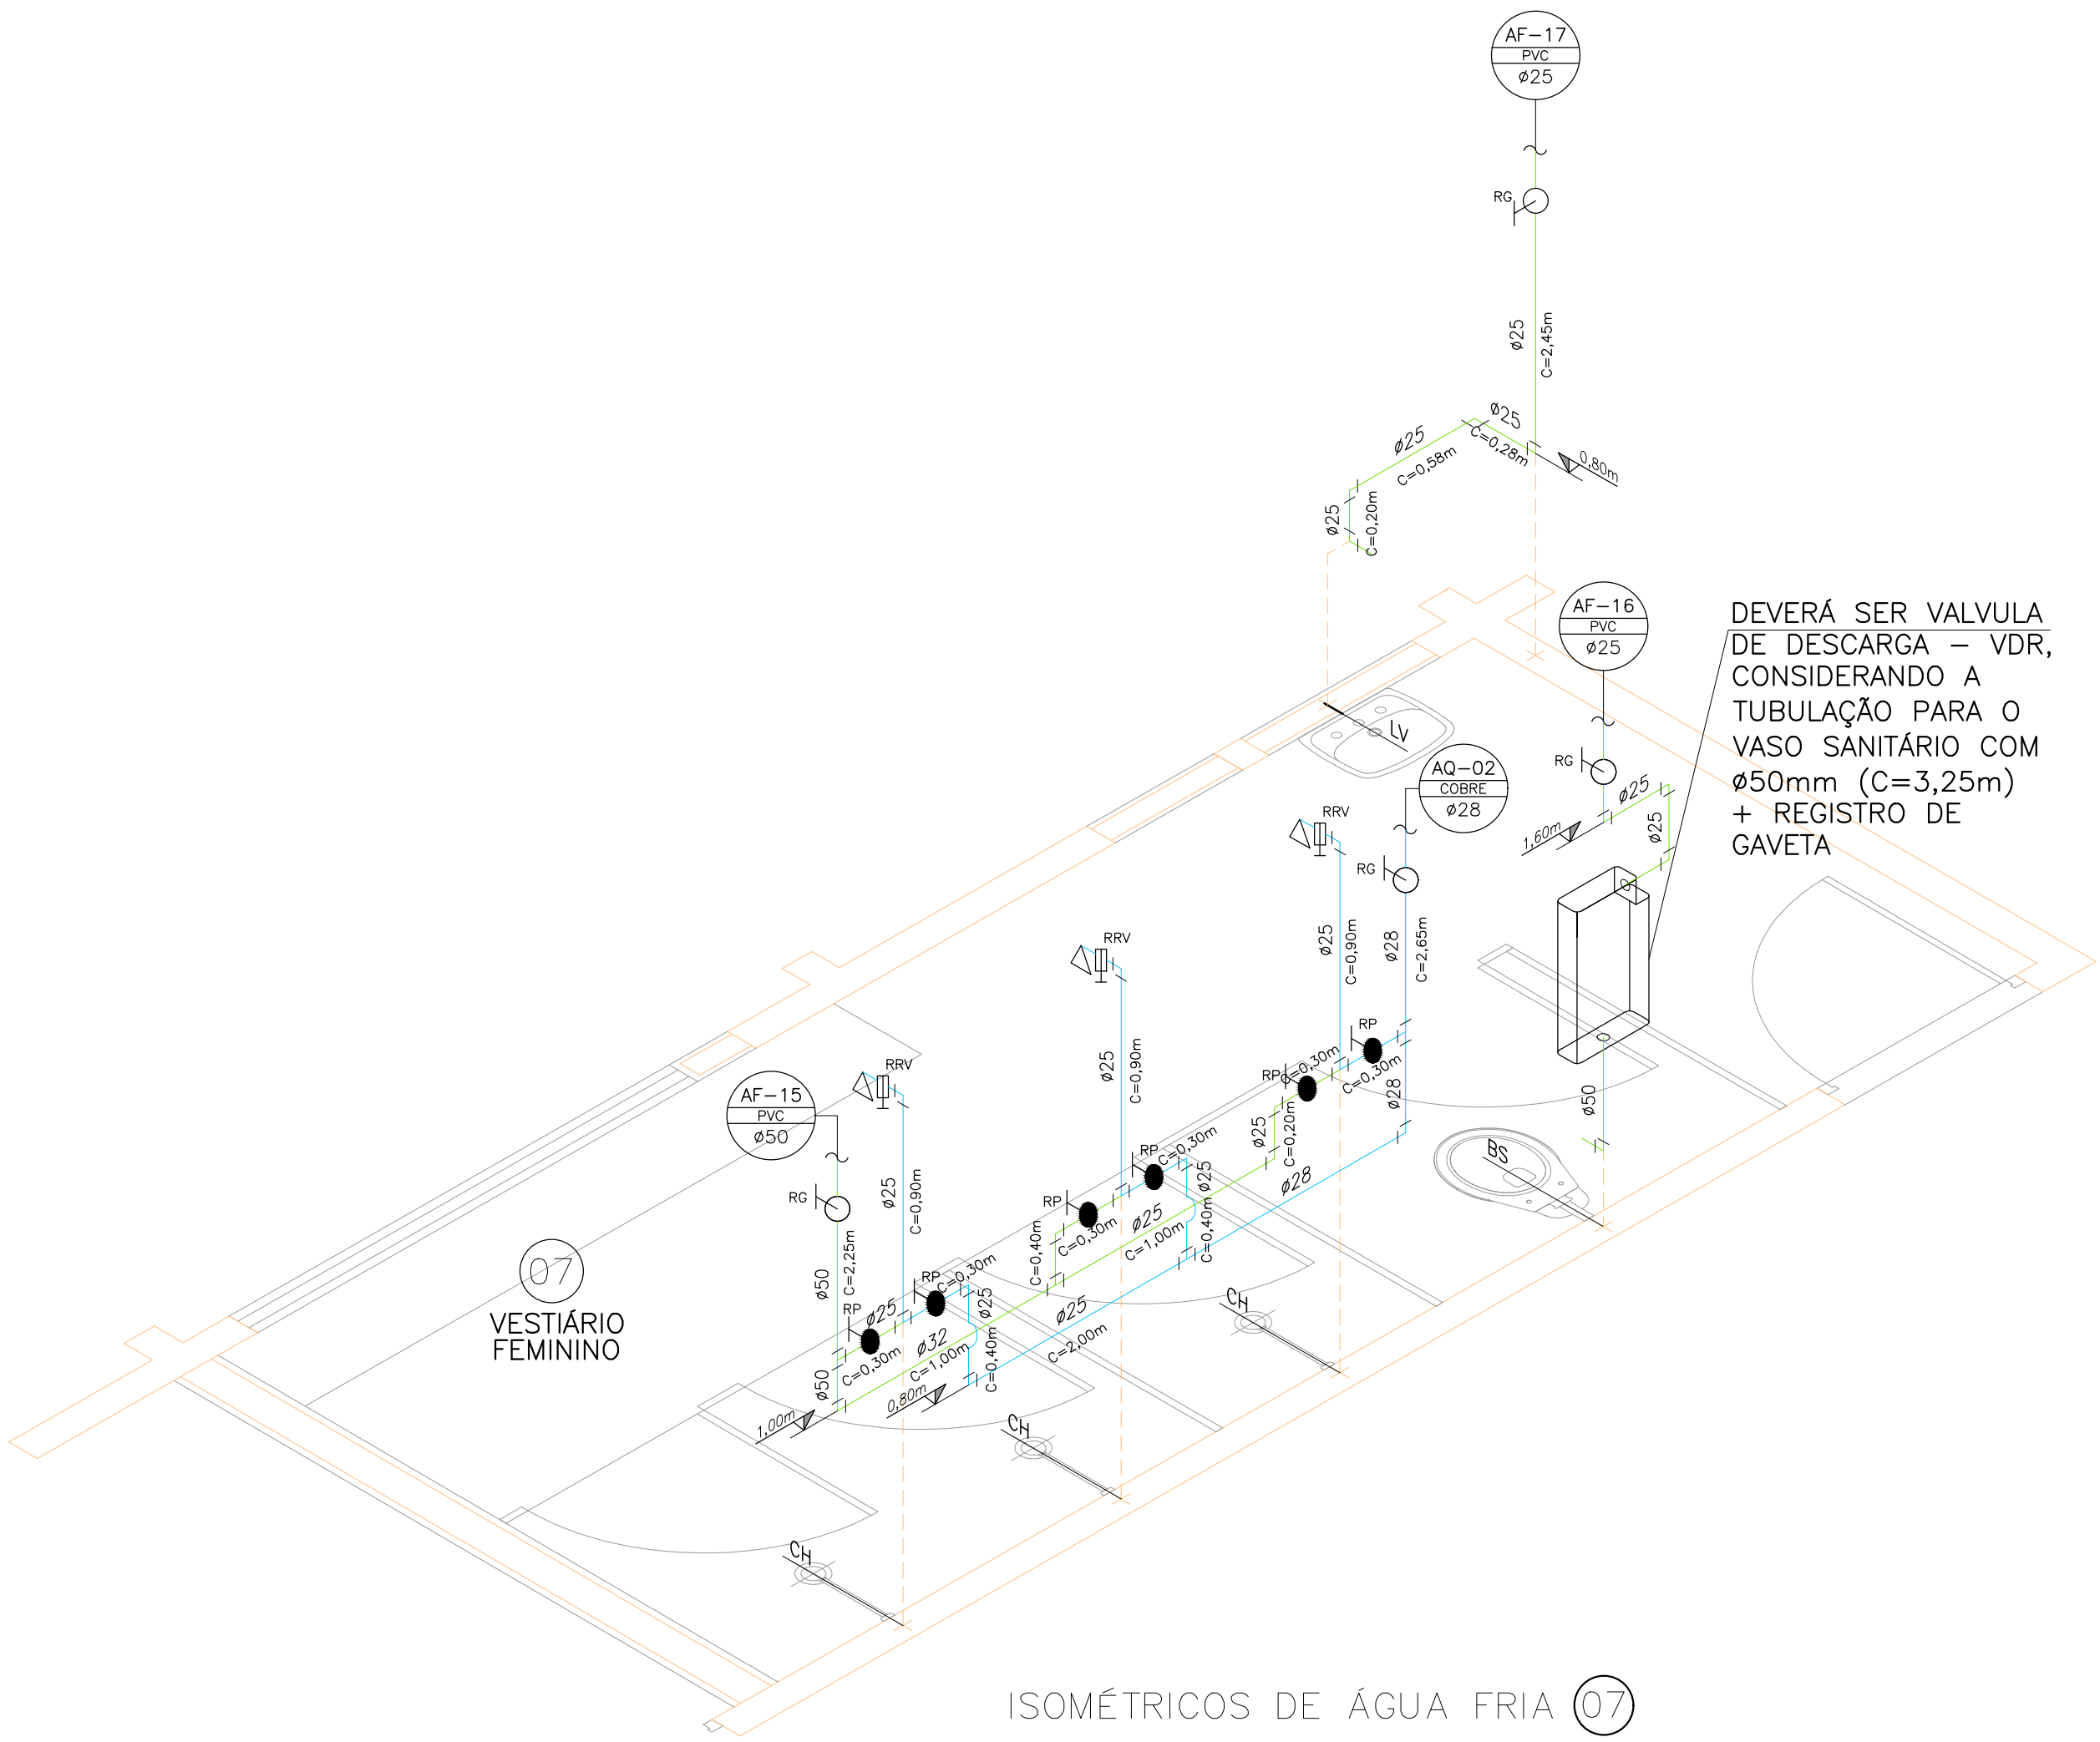 AF-17
PVC
ø25
RG
ø25
C=2,45m
ø25
C=0,28m
0,80m
ø25
C=0,58m
ø25
C=0,20m
LV
AF-16
PVC
ø25
RG
ø25
1,60m
ø25
DEVERÁ SER VALVULA
DE DESCARGA - VDR,
CONSIDERANDO A
TUBULAÇÃO PARA O
VASO SANITÁRIO COM
ø50mm (C=3,25m)
+ REGISTRO DE
GAVETA
ø50
BS
AQ-02
COBRE
ø28
RG
ø28
C=2,65m
RRV
ø25
C=0,90m
RP
C=0,30m
RP
C=0,30m
ø28
ø25
C=0,20m
ø28
RRV
ø25
C=0,90m
RP
C=0,30m
RP
C=0,30m
ø25
C=0,40m
C=0,40m
ø25
C=1,00m
ø25
C=2,00m
RRV
ø25
C=0,90m
AF-15
PVC
ø50
RG
ø50
C=2,25m
RP
C=0,30m
RP
ø25
C=0,30m
ø25
C=0,40m
ø32
C=1,00m
ø50
1,00m
0,80m
07
VESTIÁRIO
FEMININO
CH
CH
CH
ISOMÉTRICOS DE ÁGUA FRIA 07